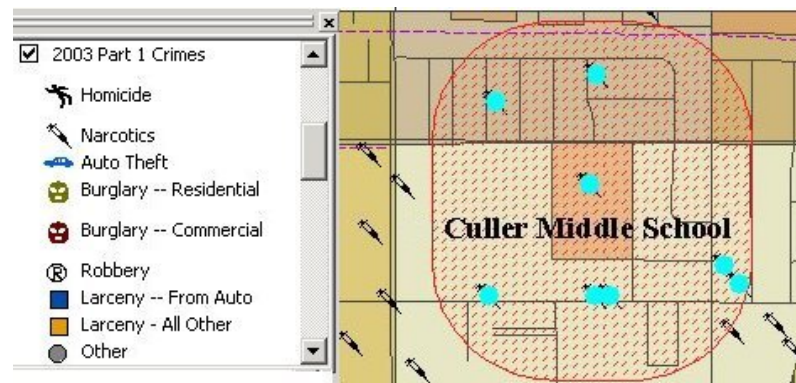 2003 Part 1 Crimes
Homicide
Narcotics
Auto Theft
Burglary -- Residential
Burglary -- Commercial
R Robbery
Larceny -- From Auto
Larceny - All Other
Other
Culler Middle School